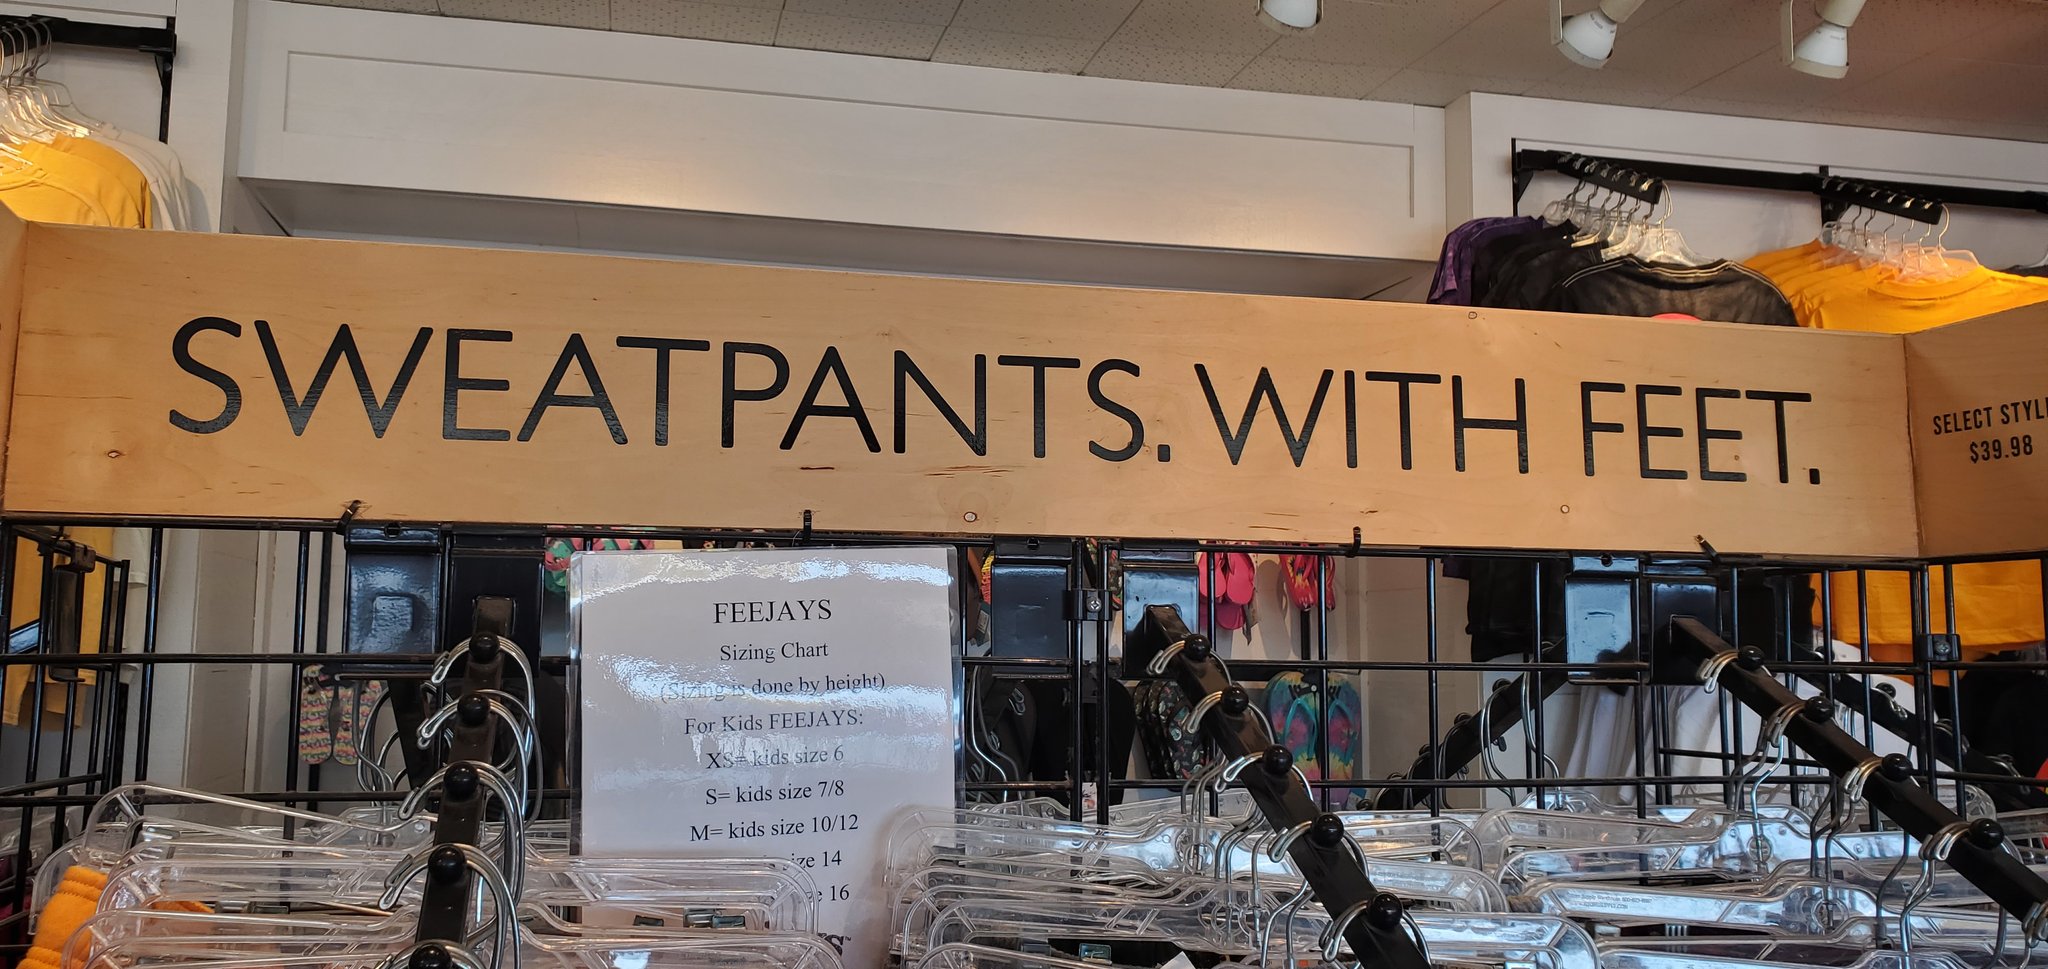 SWEATPANTS. WITH FEET.
SELECT
$39.98
FEEJAYS
Sizing Chart
(Sizing is done by height)
For Kids FEEJAYS:
XS= kids size 6
S= kids size 7/8
M= kids size 10/12
14
16